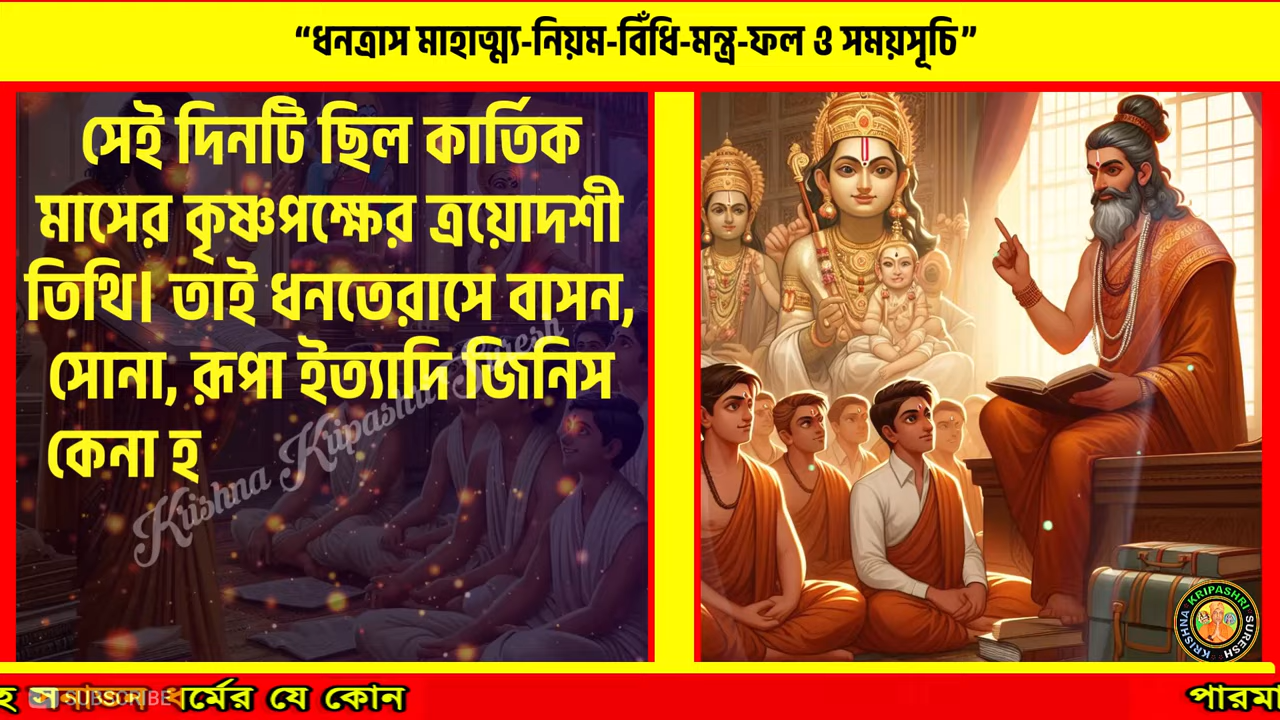 “ধনত্রাস মাহাত্ম্য-নিয়ম-বিঁধি-মন্ত্র-ফল ও সময়সূচি”
সেই দিনটি ছিল কার্তিক
মাসের কৃষ্ণপক্ষের ত্রয়োদশী
তিথি| তাই ধনতেরাসে বাসন,
সোনা, রূপা ইত্যাদি জিনিস
কেনা হ
Krishna Kripashri Suresh
KRISHNA KRIPASHRI SURESH
SUBSCRIBE
ধর্মের যে কোন
পারমা